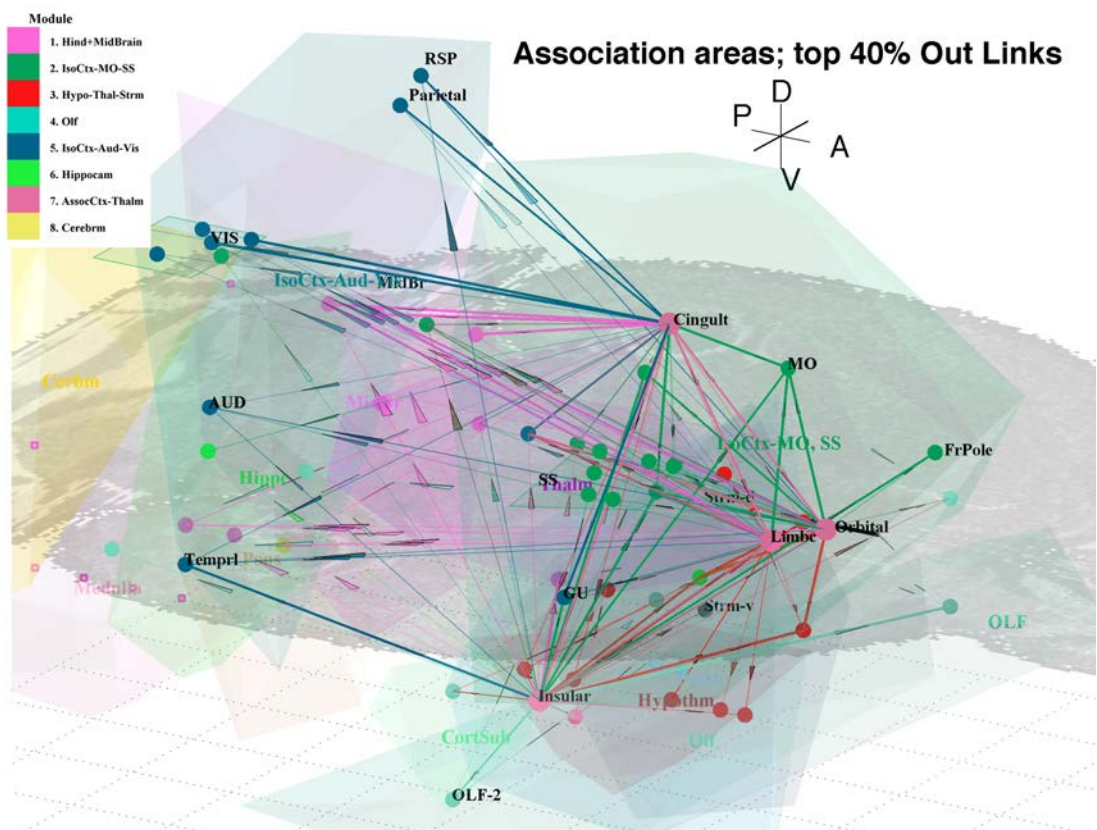 Module
1. Hind+MidBrain
2. IsoCtx-MO-SS
3. Hypo-Thal-Strm
4. Olf
5. IsoCtx-Aud-Vis
6. Hippocam
7. AssocCtx-Thalm
8. Cerebrm
Association areas; top 40% Out Links
D
P
A
V
RSP
Parietal
VIS
MidBr
Cingult
MO
Cerbm
AUD
IsoCtx-MO, SS
FrPole
Hippc
SS
Thalm
Orbital
Limbc
Pons
Temprl
Medulla
GU
Strm-v
OLF
Insular
Hypothm
CortSub
Olf
OLF-2